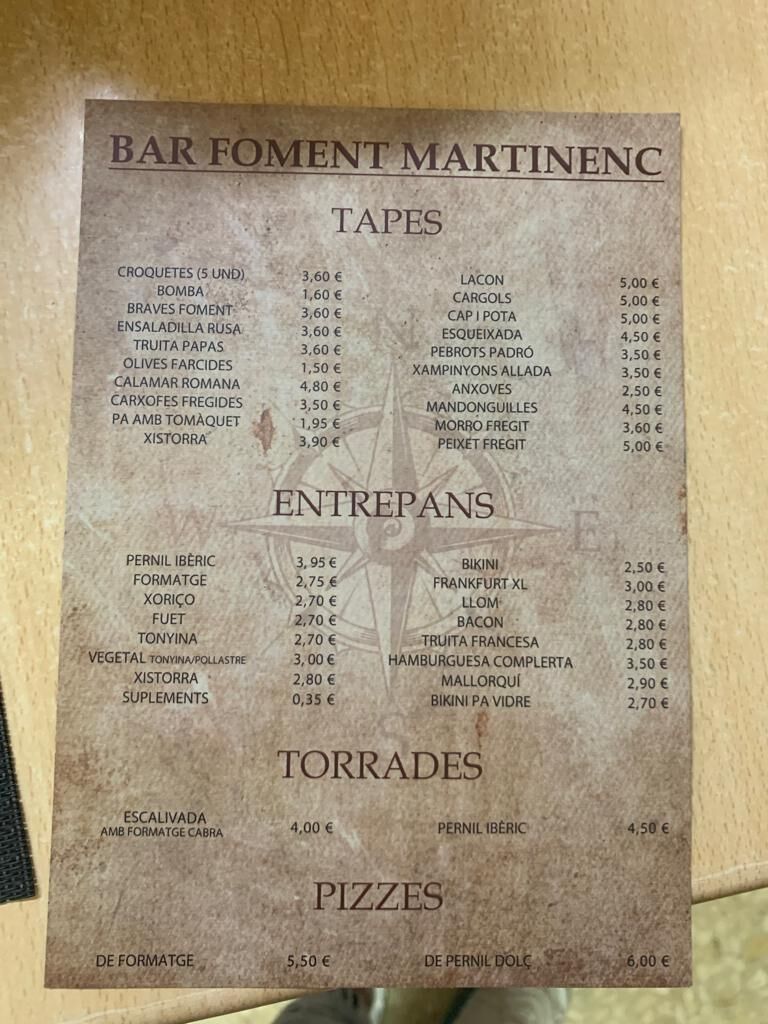 BAR FOMENT MARTINENC
TAPES
CROQUETES (5 UND) 3,60 €
BOMBA 1,60 €
BRAVES FOMENT 3,60 €
ENSALADILLA RUSA 3,60 €
TRUITA PAPAS 3,60 €
OLIVES FARCIDES 1,50 €
CALAMAR ROMANA 4,80 €
CARXOFES FREGIDES 3,50 €
PA AMB TOMÀQUET 1,95 €
XISTORRA 3,90 €
LACON 5,00 €
CARGOLS 5,00 €
CAP I POTA 5,00 €
ESQUEIXADA 4,50 €
PEBROTS PADRÓ 3,50 €
XAMPINYONS ALLADA 3,50 €
ANXOVES 2,50 €
MANDONGUILLES 4,50 €
MORRO FREGIT 3,60 €
PEIXET FREGIT 5,00 €
ENTREPANS
PERNIL IBÈRIC 3,95 €
FORMATGE 2,75 €
XORIÇO 2,70 €
FUET 2,70 €
TONYINA 2,70 €
VEGETAL TONYINA/POLLASTRE 3,00 €
XISTORRA 2,80 €
SUPLEMENTS 0,35 €
BIKINI 2,50 €
FRANKFURT XL 3,00 €
LLOM 2,80 €
BACON 2,80 €
TRUITA FRANCESA 2,80 €
HAMBURGUESA COMPLERTA 3,50 €
MALLORQUÍ 2,90 €
BIKINI PA VIDRE 2,70 €
W E
S
TORRADES
ESCALIVADA
AMB FORMATGE CABRA 4,00 €
PERNIL IBÈRIC 4,50 €
PIZZES
DE FORMATGE 5,50 €
DE PERNIL DOLÇ 6,00 €